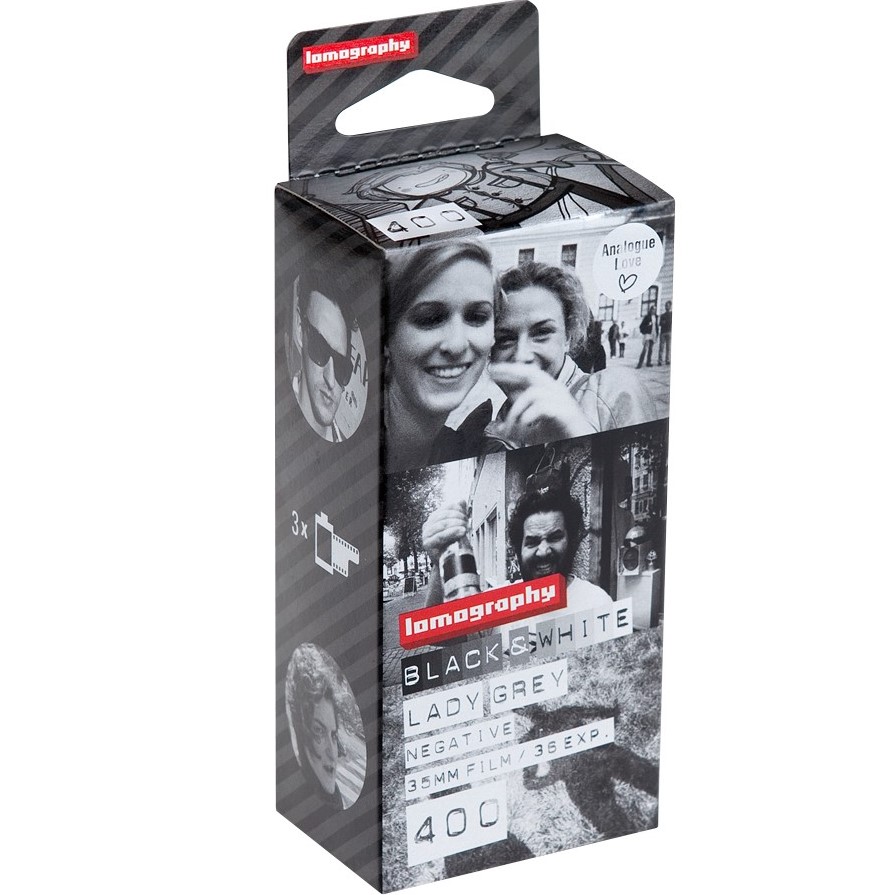 lomography
400
Analogue
Love
3x
lomography
BLACK & WHITE
LADY GREY
NEGATIVE
35MM FILM / 36 EXP.
400